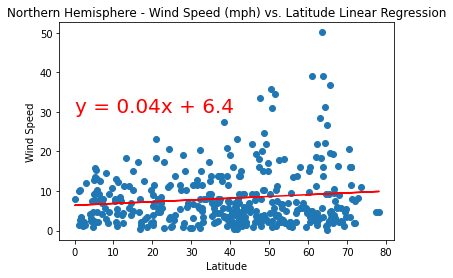 Northern Hemisphere - Wind Speed (mph) vs. Latitude Linear Regression
50
40
30
20
10
0
Wind Speed
y = 0.04x + 6.4
0 10 20 30 40 50 60 70 80
Latitude